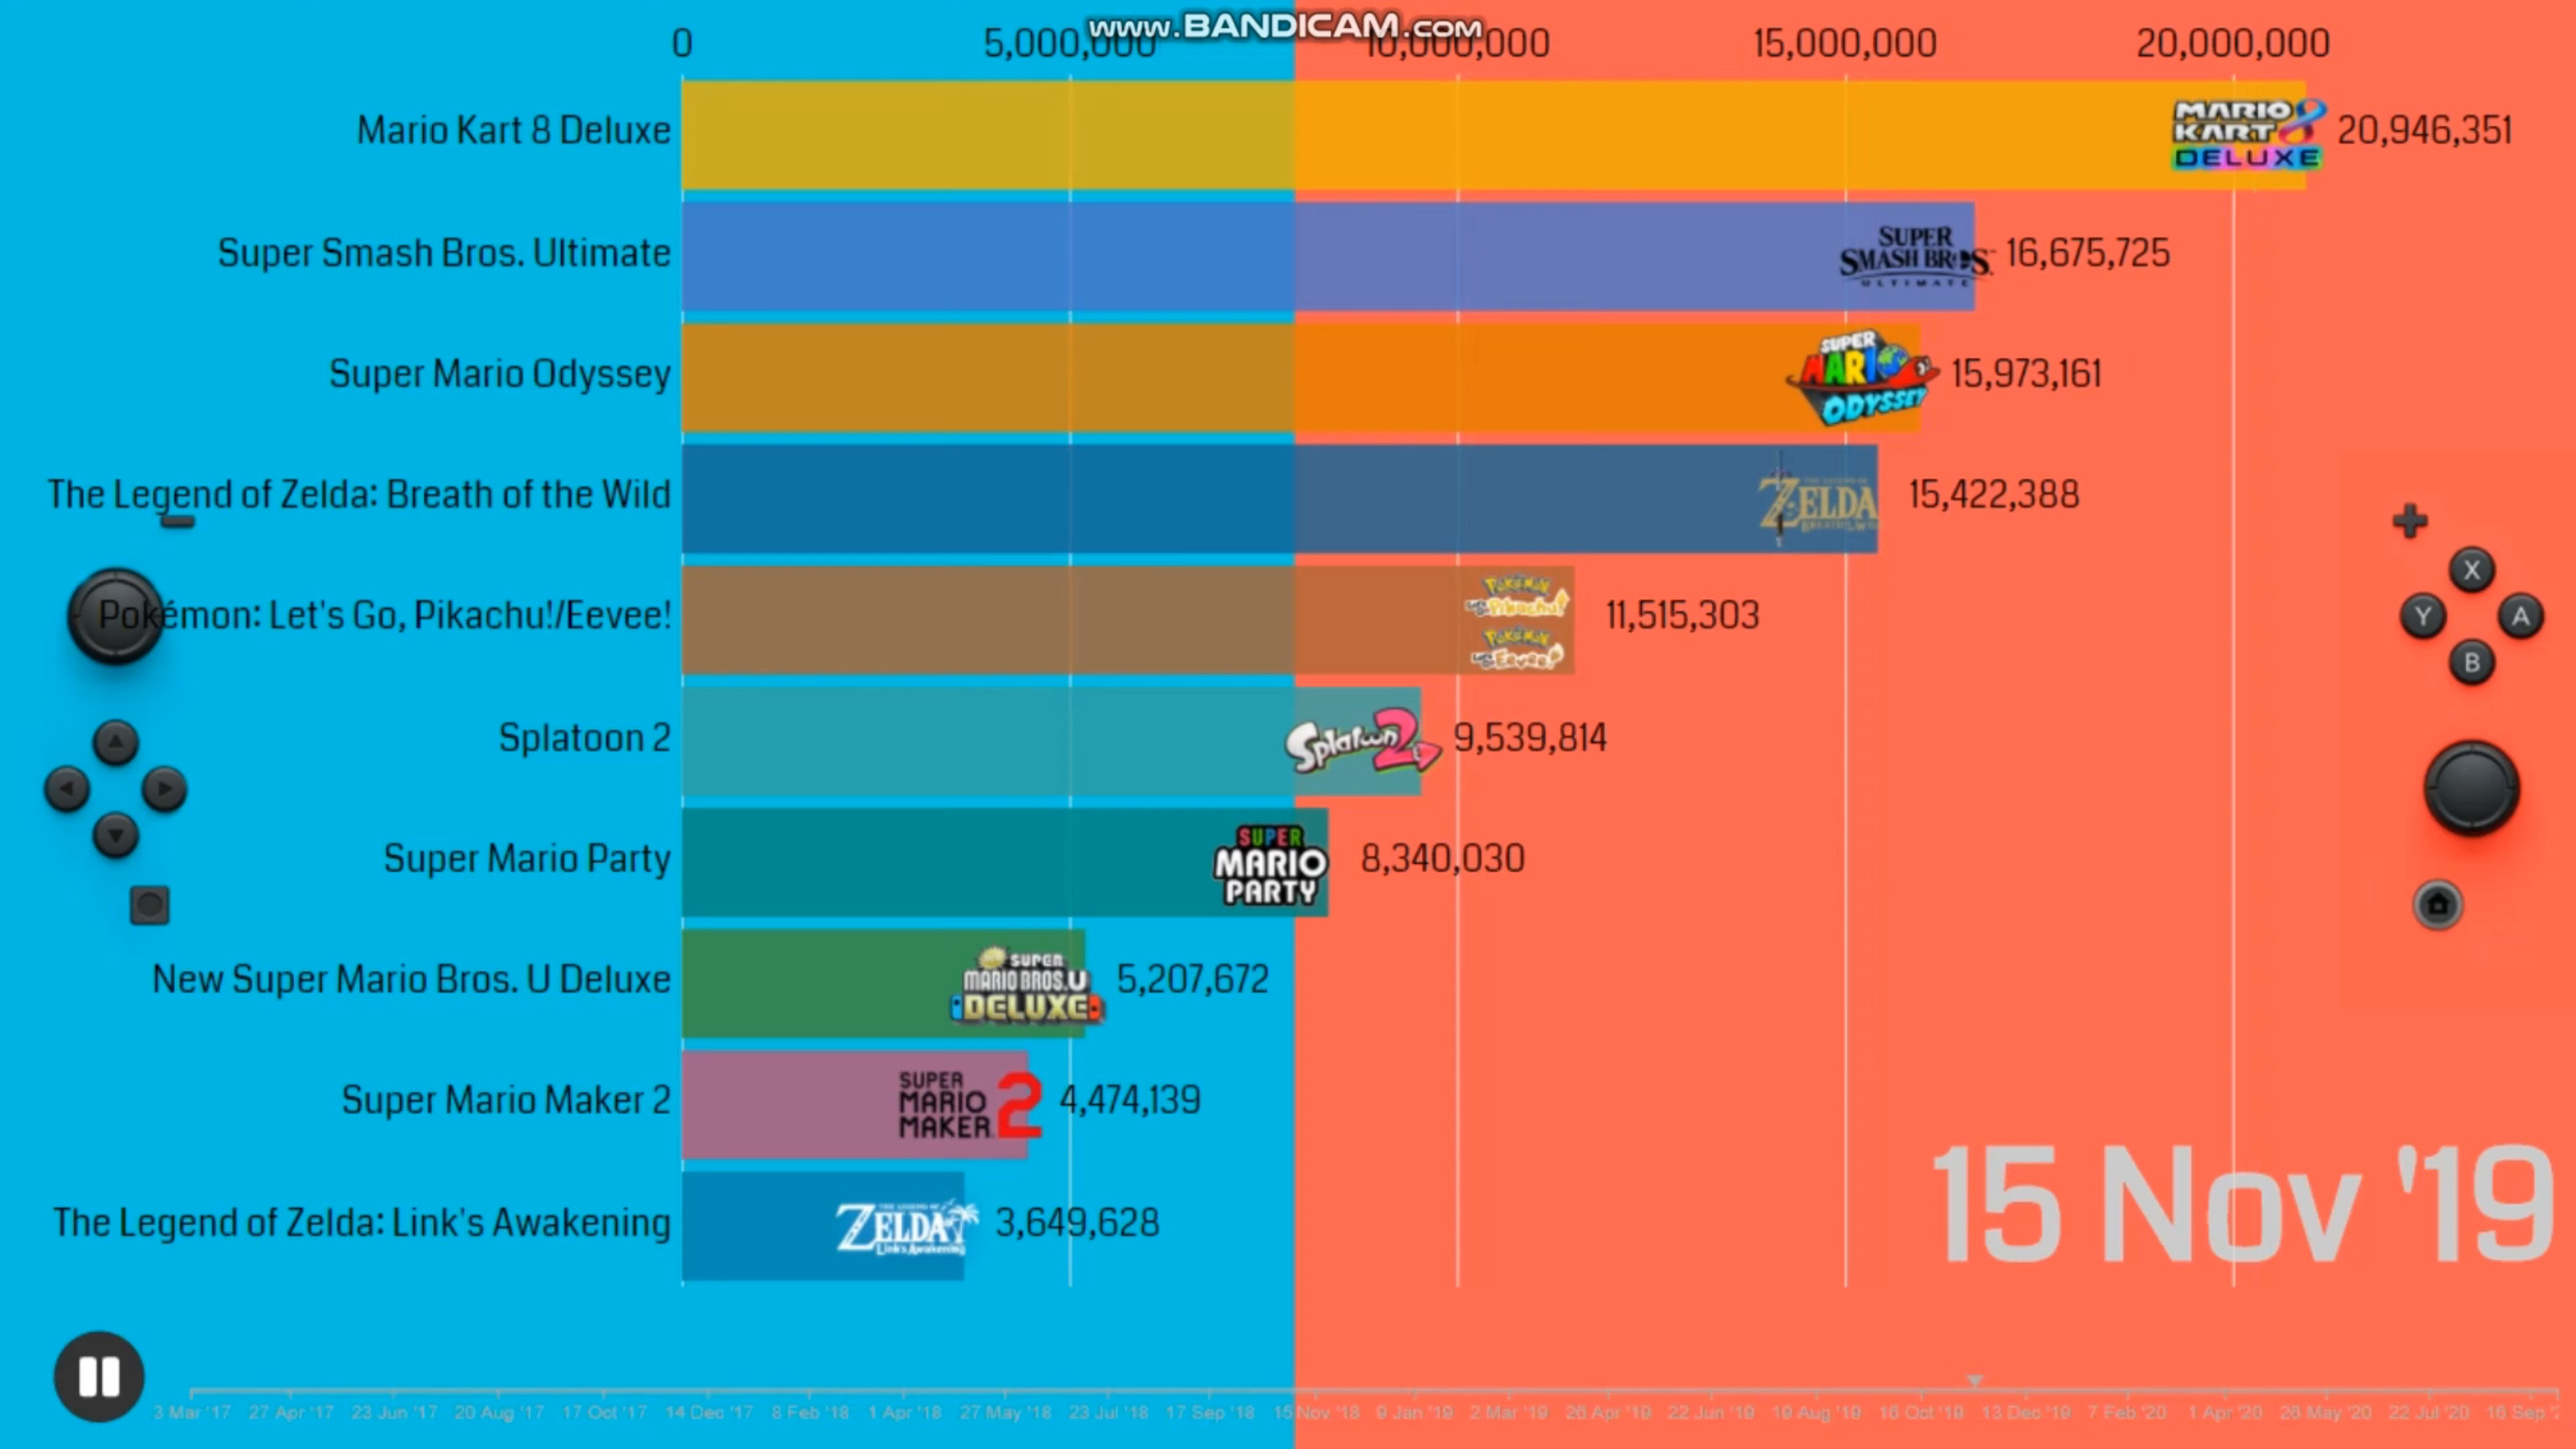 www.BANDICAM.com
0 5,000,000 10,000,000 15,000,000 20,000,000
Mario Kart 8 Deluxe MARIO KART 8 DELUXE 20,946,351
Super Smash Bros. Ultimate SUPER SMASH BROS. ULTIMATE 16,675,725
Super Mario Odyssey SUPER MARIO ODYSSEY 15,973,161
The Legend of Zelda: Breath of the Wild ZELDA 15,422,388
Pokémon: Let's Go, Pikachu!/Eevee! 11,515,303
Splatoon 2 Splatoon 2 9,539,814
Super Mario Party SUPER MARIO PARTY 8,340,030
New Super Mario Bros. U Deluxe SUPER MARIO BROS. U DELUXE 5,207,672
Super Mario Maker 2 SUPER MARIO MAKER 2 4,474,139
The Legend of Zelda: Link's Awakening ZELDA Link's Awakening 3,649,628
X
Y A
B
15 Nov '19
3 Mar '17 27 Apr '17 23 Jun '17 20 Aug '17 17 Oct '17 14 Dec '17 8 Feb '18 1 Apr '18 27 May '18 23 Jul '18 17 Sep '18 15 Nov '18 9 Jan '19 2 Mar '19 26 Apr '19 22 Jun '19 19 Aug '19 16 Oct '19 13 Dec '19 7 Feb '20 1 Apr '20 26 May '20 22 Jul '20 16 Sep